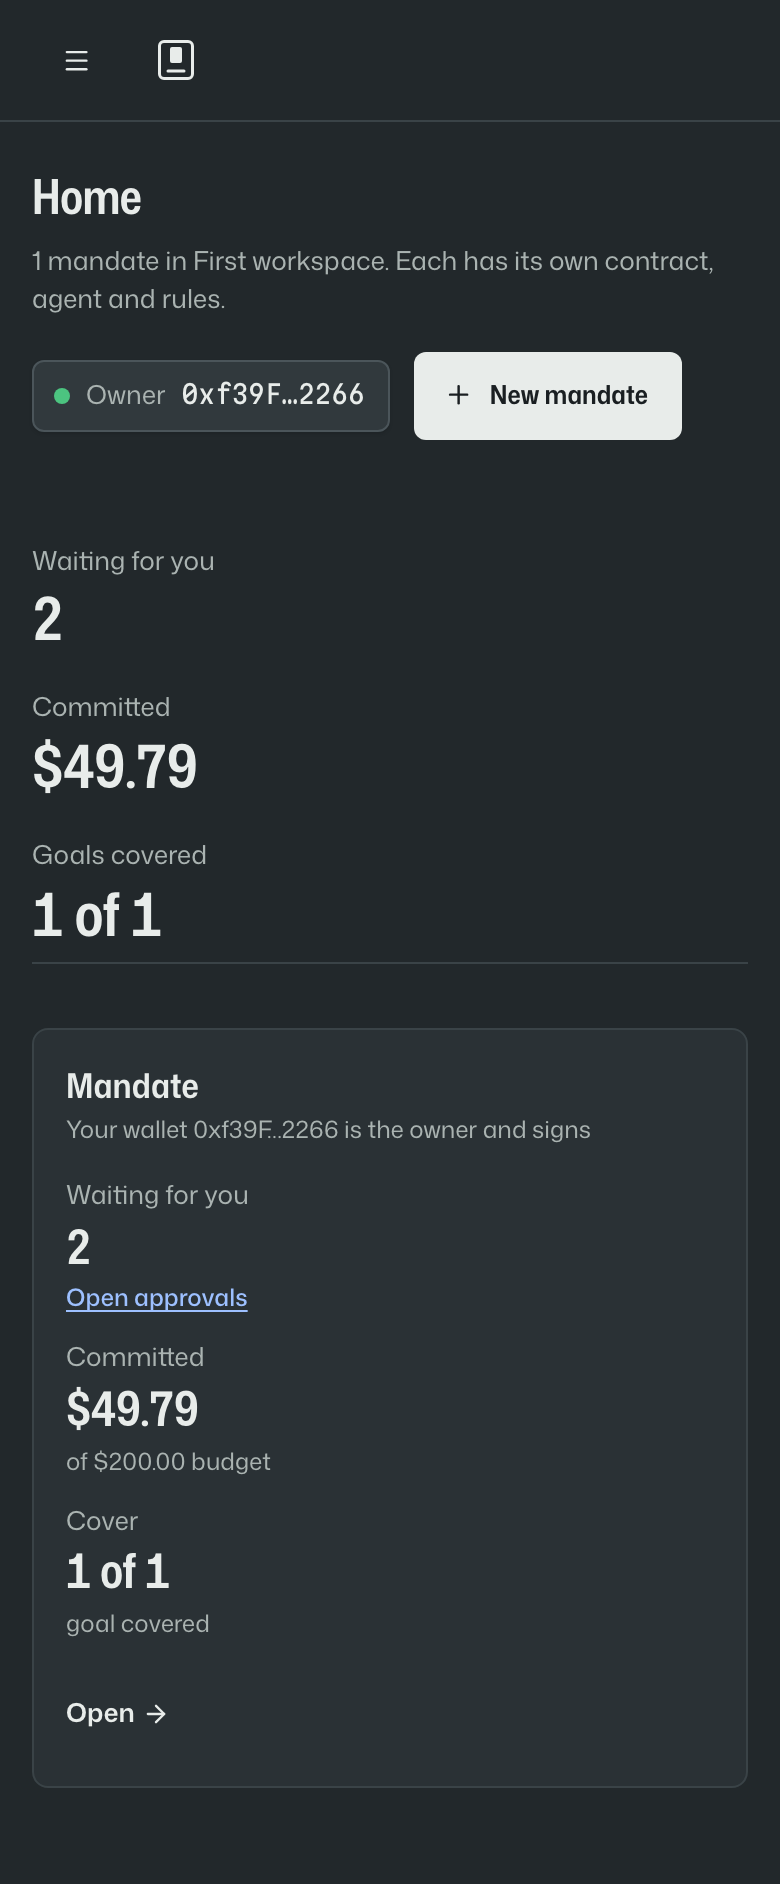 Home
1 mandate in First workspace. Each has its own contract,
agent and rules.
Owner 0xf39F…2266
New mandate
Waiting for you
2
Committed
$49.79
Goals covered
1 of 1
Mandate
Your wallet 0xf39F…2266 is the owner and signs
Waiting for you
2
Open approvals
Committed
$49.79
of $200.00 budget
Cover
1 of 1
goal covered
Open →